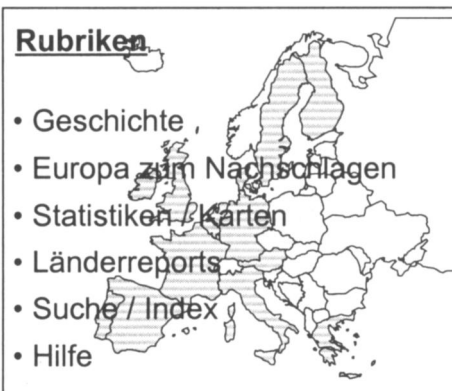 Rubriken
• Geschichte
• Europa zum Nachschlagen
• Statistiken / Karten
• Länderreports
• Suche / Index
• Hilfe